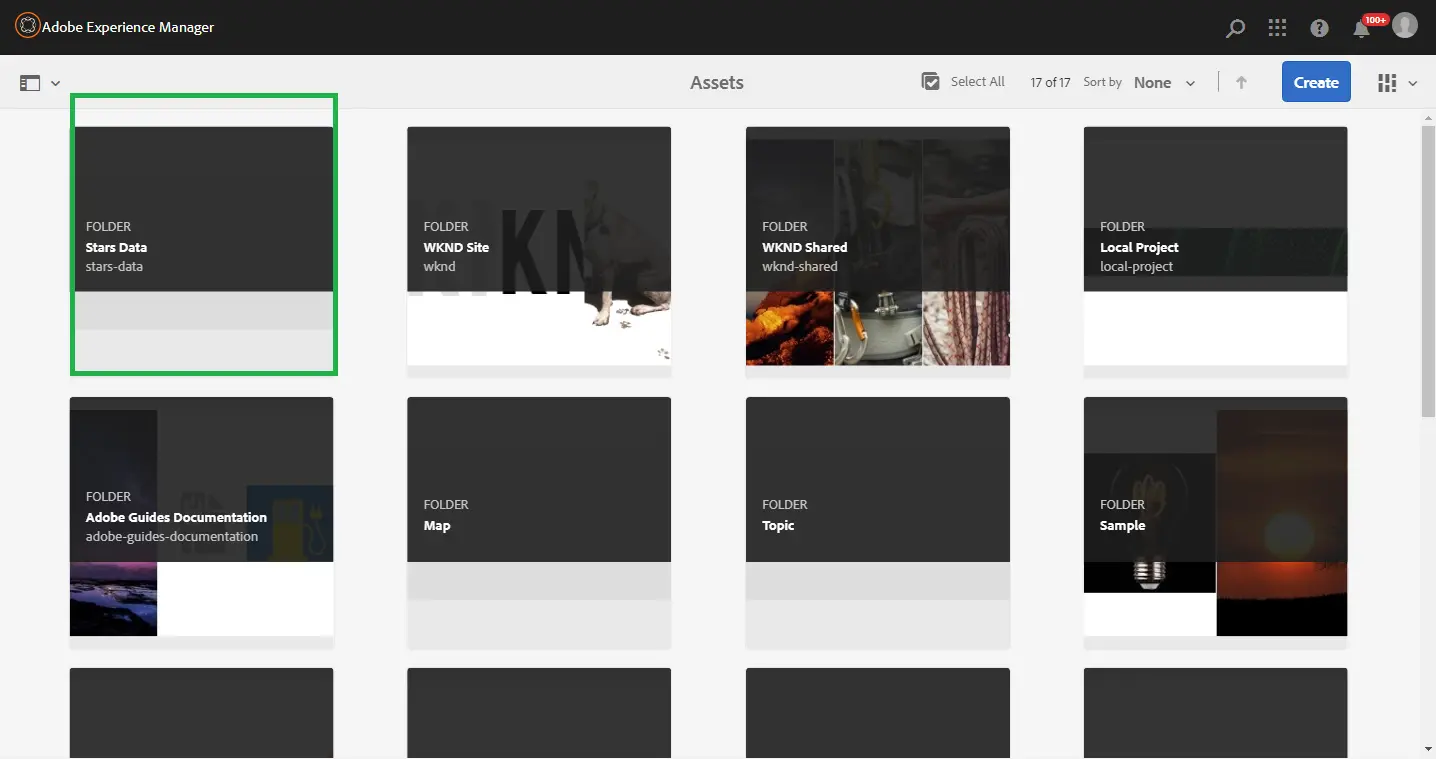 Adobe Experience Manager
100+
Assets
Select All
17 of 17
Sort by
None
Create
FOLDER
Stars Data
stars-data
FOLDER
WKND Site
wknd
FOLDER
WKND Shared
wknd-shared
FOLDER
Local Project
local-project
FOLDER
Adobe Guides Documentation
adobe-guides-documentation
FOLDER
Map
FOLDER
Topic
FOLDER
Sample